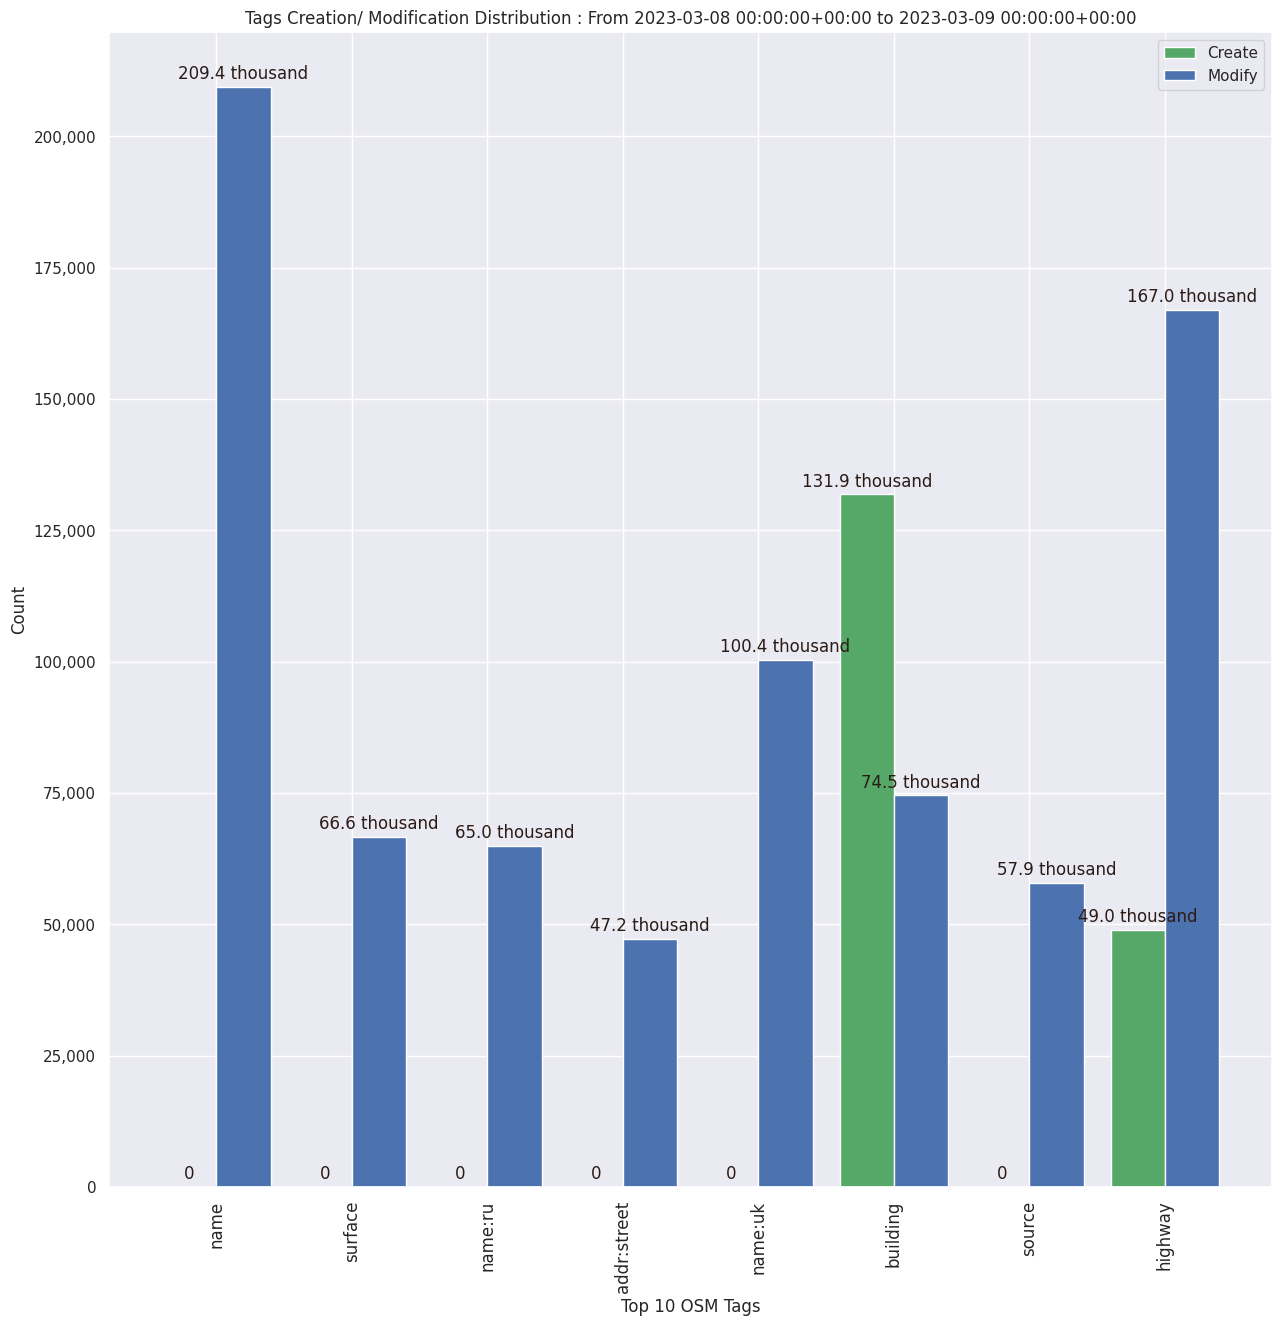 Tags Creation/ Modification Distribution : From 2023-03-08 00:00:00+00:00 to 2023-03-09 00:00:00+00:00
Create
Modify
209.4 thousand
66.6 thousand
65.0 thousand
47.2 thousand
100.4 thousand
131.9 thousand
74.5 thousand
57.9 thousand
49.0 thousand
167.0 thousand
0
0
0
0
0
0
200,000
175,000
150,000
125,000
100,000
75,000
50,000
25,000
0
Count
name
surface
name:ru
addr:street
name:uk
building
source
highway
Top 10 OSM Tags